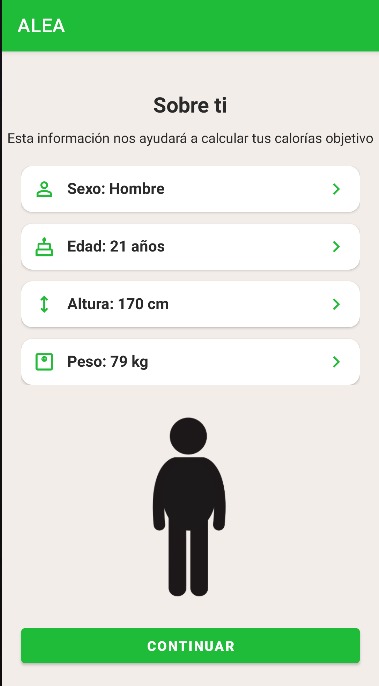 ALEA
Sobre ti
Esta información nos ayudará a calcular tus calorías objetivo
Sexo: Hombre
Edad: 21 años
Altura: 170 cm
Peso: 79 kg
CONTINUAR